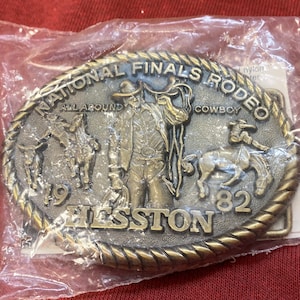 NATIONAL FINALS RODEO
ALL AROUND COWBOY
19 82
HESSTON